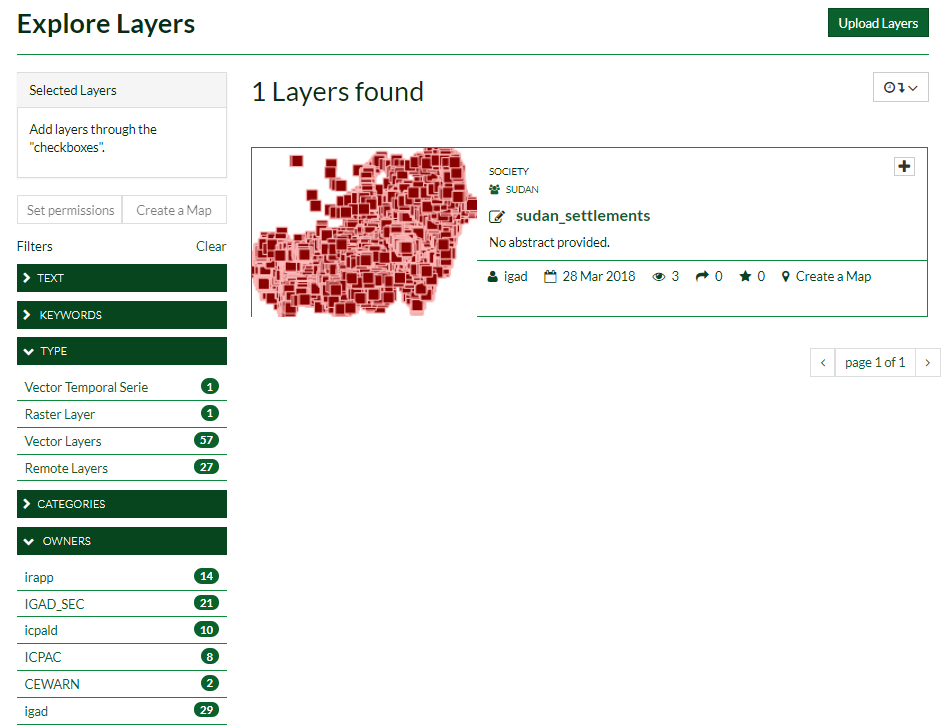 Explore Layers
Upload Layers
Selected Layers
Add layers through the
"checkboxes".
Set permissions
Create a Map
Filters
Clear
TEXT
KEYWORDS
TYPE
Vector Temporal Serie 1
Raster Layer 1
Vector Layers 57
Remote Layers 27
CATEGORIES
OWNERS
irapp 14
IGAD_SEC 21
icpald 10
ICPAC 8
CEWARN 2
igad 29
1 Layers found
SOCIETY
SUDAN
sudan_settlements
No abstract provided.
igad 28 Mar 2018 3 0 0 Create a Map
page 1 of 1